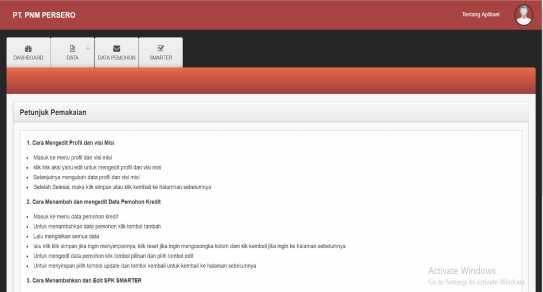 PT. PNM PERSERO
Tentang Aplikasi
DASHBOARD
DATA
DATA PEMOHON
SMARTER
Petunjuk Pemakaian
1. Cara Mengedit Profil dan visi Misi
Masuk ke menu profil dan visi misi
klik link aksi yaitu edit untuk mengedit profil dan visi misi
Selanjutnya mengubah data profil dan visi misi
Setelah Selesai, maka klik simpan atau klik kembali ke halaman sebelumnya
2. Cara Menambah dan mengedit Data Pemohon Kredit
Masuk ke menu data pemohon kredit
Untuk menambahkan data pemohon klik tombol tambah
Lalu mengisikan semua data
lalu klik klik simpan jika ingin menyimpannya, klik reset jika ingin mengosongka kolom dan klik kembali jika ingin ke halaman sebelumnya
Untuk mengedit data pemohon klik tombol pilihan dan pilih tombol edit
Untuk menyimpan pilih tombol update dan tombol kembali untuk kembali ke halaman sebelumnya
3. Cara Menambahkan dan Edit SPK SMARTER
Activate Windows
Go to Settings to activate Windows.